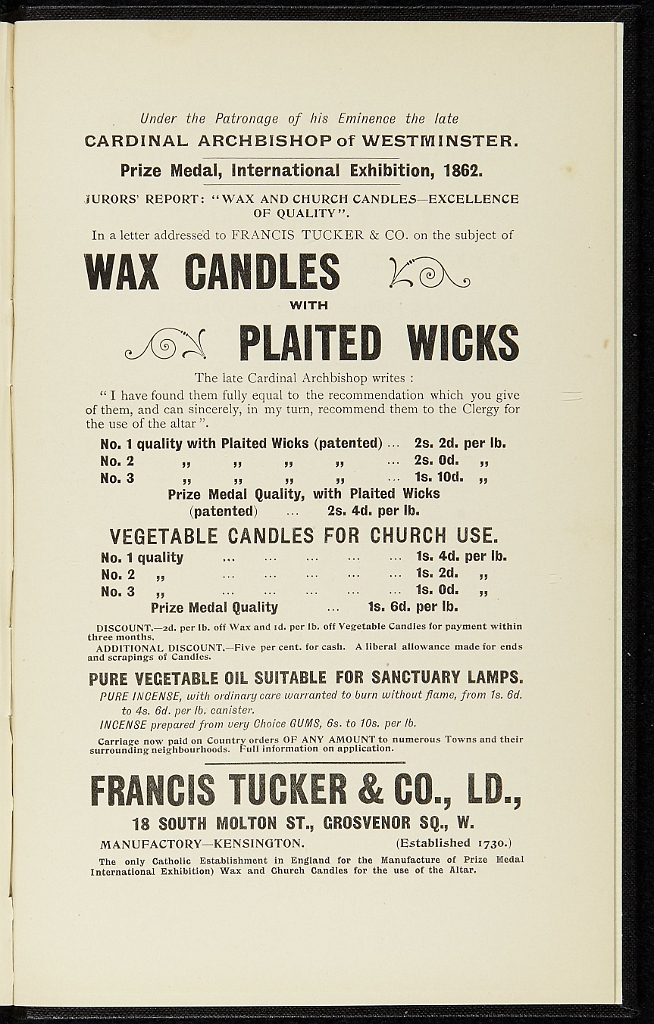 Under the Patronage of his Eminence the late
CARDINAL ARCHBISHOP of WESTMINSTER.
Prize Medal, International Exhibition, 1862.
JURORS' REPORT: "WAX AND CHURCH CANDLES—EXCELLENCE
OF QUALITY".
In a letter addressed to FRANCIS TUCKER & CO. on the subject of
WAX CANDLES
WITH
PLAITED WICKS
The late Cardinal Archbishop writes :
" I have found them fully equal to the recommendation which you give
of them, and can sincerely, in my turn, recommend them to the Clergy for
the use of the altar ".
No. 1 quality with Plaited Wicks (patented) ... 2s. 2d. per lb.
No. 2 ,, ,, ,, ,, ... 2s. 0d. ,,
No. 3 ,, ,, ,, ,, ... 1s. 10d. ,,
Prize Medal Quality, with Plaited Wicks
(patented) ... 2s. 4d. per lb.
VEGETABLE CANDLES FOR CHURCH USE.
No. 1 quality ... ... ... ... ... 1s. 4d. per lb.
No. 2 ,, ... ... ... ... ... 1s. 2d. ,,
No. 3 ,, ... ... ... ... ... 1s. 0d. ,,
Prize Medal Quality ... 1s. 6d. per lb.
DISCOUNT.—2d. per lb. off Wax and 1d. per lb. off Vegetable Candles for payment within
three months.
ADDITIONAL DISCOUNT.—Five per cent. for cash. A liberal allowance made for ends
and scrapings of Candles.
PURE VEGETABLE OIL SUITABLE FOR SANCTUARY LAMPS.
PURE INCENSE, with ordinary care warranted to burn without flame, from 1s. 6d.
to 4s. 6d. per lb. canister.
INCENSE prepared from very Choice GUMS, 6s. to 10s. per lb.
Carriage now paid on Country orders OF ANY AMOUNT to numerous Towns and their
surrounding neighbourhoods. Full information on application.
FRANCIS TUCKER & CO., LD.,
18 SOUTH MOLTON ST., GROSVENOR SQ., W.
MANUFACTORY—KENSINGTON. (Established 1730.)
The only Catholic Establishment in England for the Manufacture of Prize Medal
International Exhibition) Wax and Church Candles for the use of the Altar.